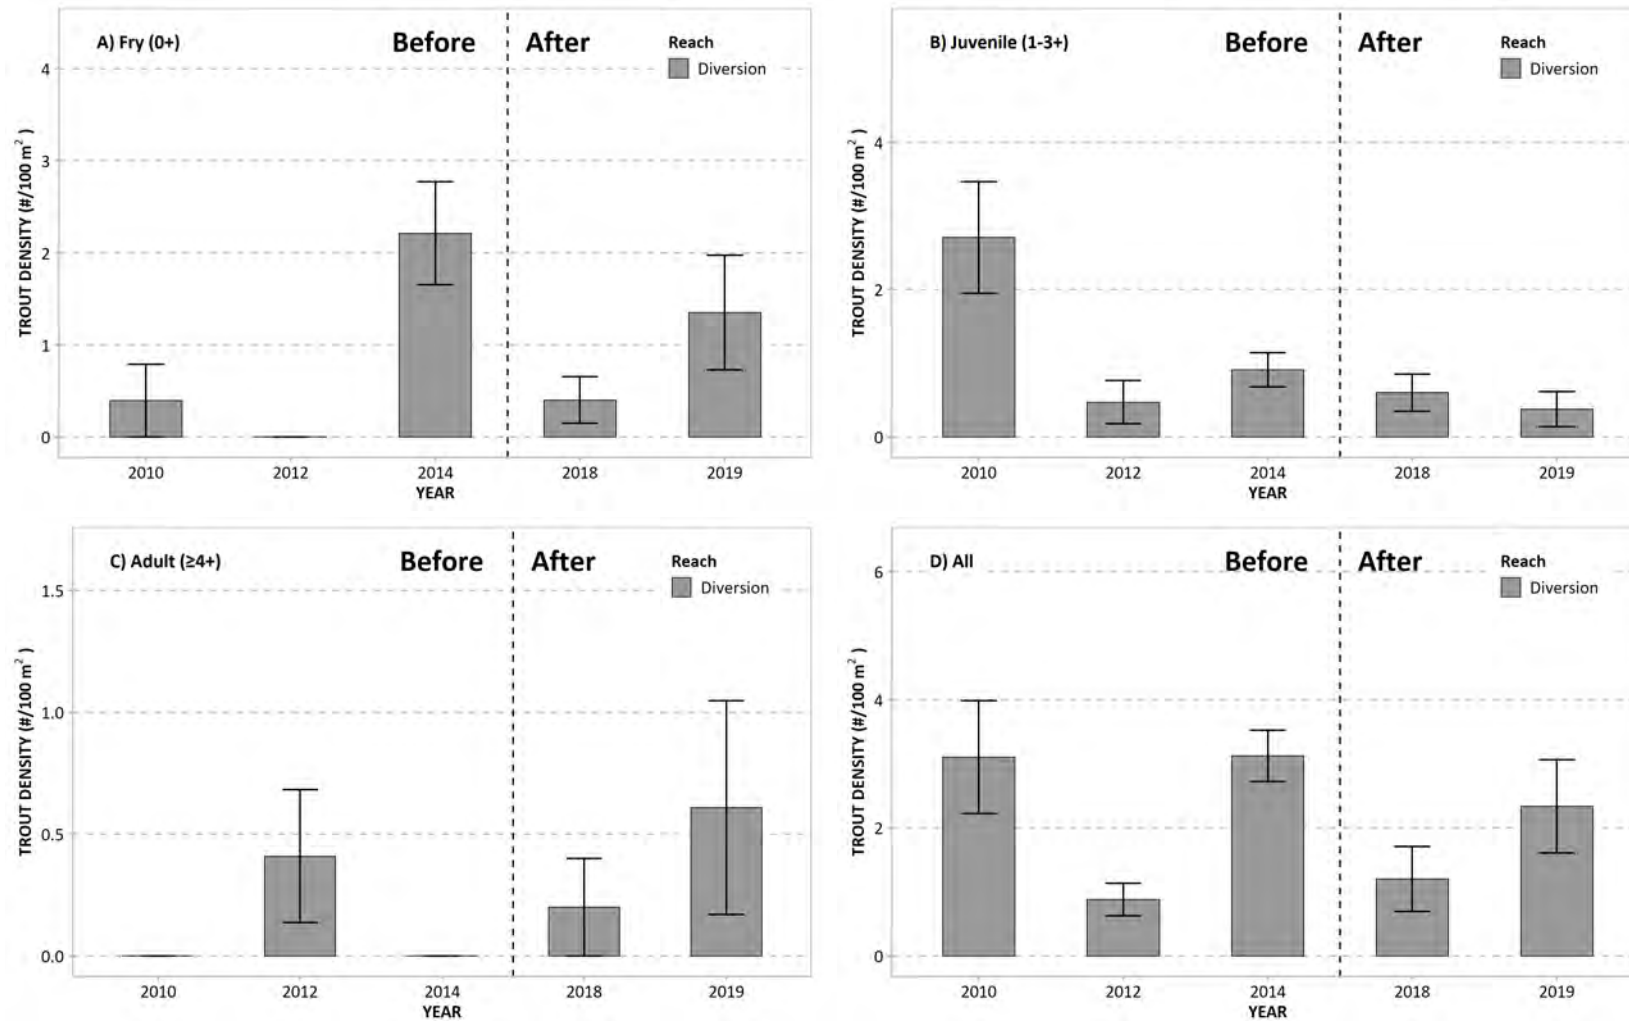 A) Fry (0+)
Before
After
Reach
Diversion
4
3
2
1
0
TROUT DENSITY (#/100 m²)
2010
2012
2014
2018
2019
YEAR
B) Juvenile (1-3+)
Before
After
Reach
Diversion
4
2
0
TROUT DENSITY (#/100 m²)
2010
2012
2014
2018
2019
YEAR
C) Adult (≥4+)
Before
After
Reach
Diversion
1.5
1.0
0.5
0.0
TROUT DENSITY (#/100 m²)
2010
2012
2014
2018
2019
YEAR
D) All
Before
After
Reach
Diversion
6
4
2
0
TROUT DENSITY (#/100 m²)
2010
2012
2014
2018
2019
YEAR